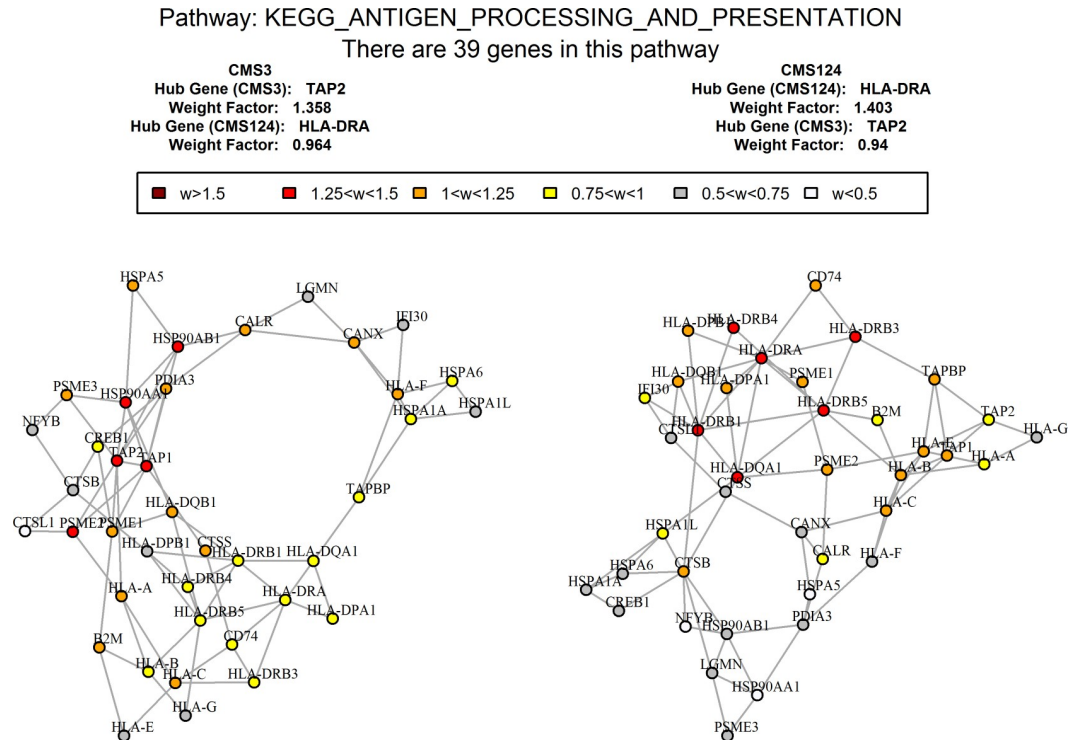 Pathway: KEGG_ANTIGEN_PROCESSING_AND_PRESENTATION
There are 39 genes in this pathway
CMS3
Hub Gene (CMS3): TAP2
Weight Factor: 1.358
Hub Gene (CMS124): HLA-DRA
Weight Factor: 0.964
CMS124
Hub Gene (CMS124): HLA-DRA
Weight Factor: 1.403
Hub Gene (CMS3): TAP2
Weight Factor: 0.94
w>1.5 1.25<w<1.5 1<w<1.25 0.75<w<1 0.5<w<0.75 w<0.5
HSPA5
LGMN
CALR
IFI30
HSP90AB1
CANX
HSPA6
PDIA3
PSME3
HSP90AA1
HLA-F
HSPA1A
HSPA1L
NFYB
CREB1
TAP2
TAP1
CTSB
TAPBP
HLA-DQB1
CTSL1
PSME2
PSME1
HLA-DPB1
CTSS
HLA-DRB1
HLA-DQA1
HLA-DRB4
HLA-A
HLA-DRA
HLA-DPA1
HLA-DRB5
B2M
CD74
HLA-B
HLA-C
HLA-DRB3
HLA-G
HLA-E
CD74
HLA-DPB1
HLA-DRB4
HLA-DRB3
HLA-DRA
HLA-DQB1
HLA-DPA1
PSME1
TAPBP
IFI30
HLA-DRB5
B2M
TAP2
HLA-DRB1
HLA-G
HLA-E
TAP1
HLA-A
HLA-DQA1
PSME2
HLA-B
CTSS
HLA-C
HSPA1L
CANX
CALR
HLA-F
CTSB
HSPA6
HSPA1A
HSPA5
CREB1
NFYB
HSP90AB1
PDIA3
LGMN
HSP90AA1
PSME3